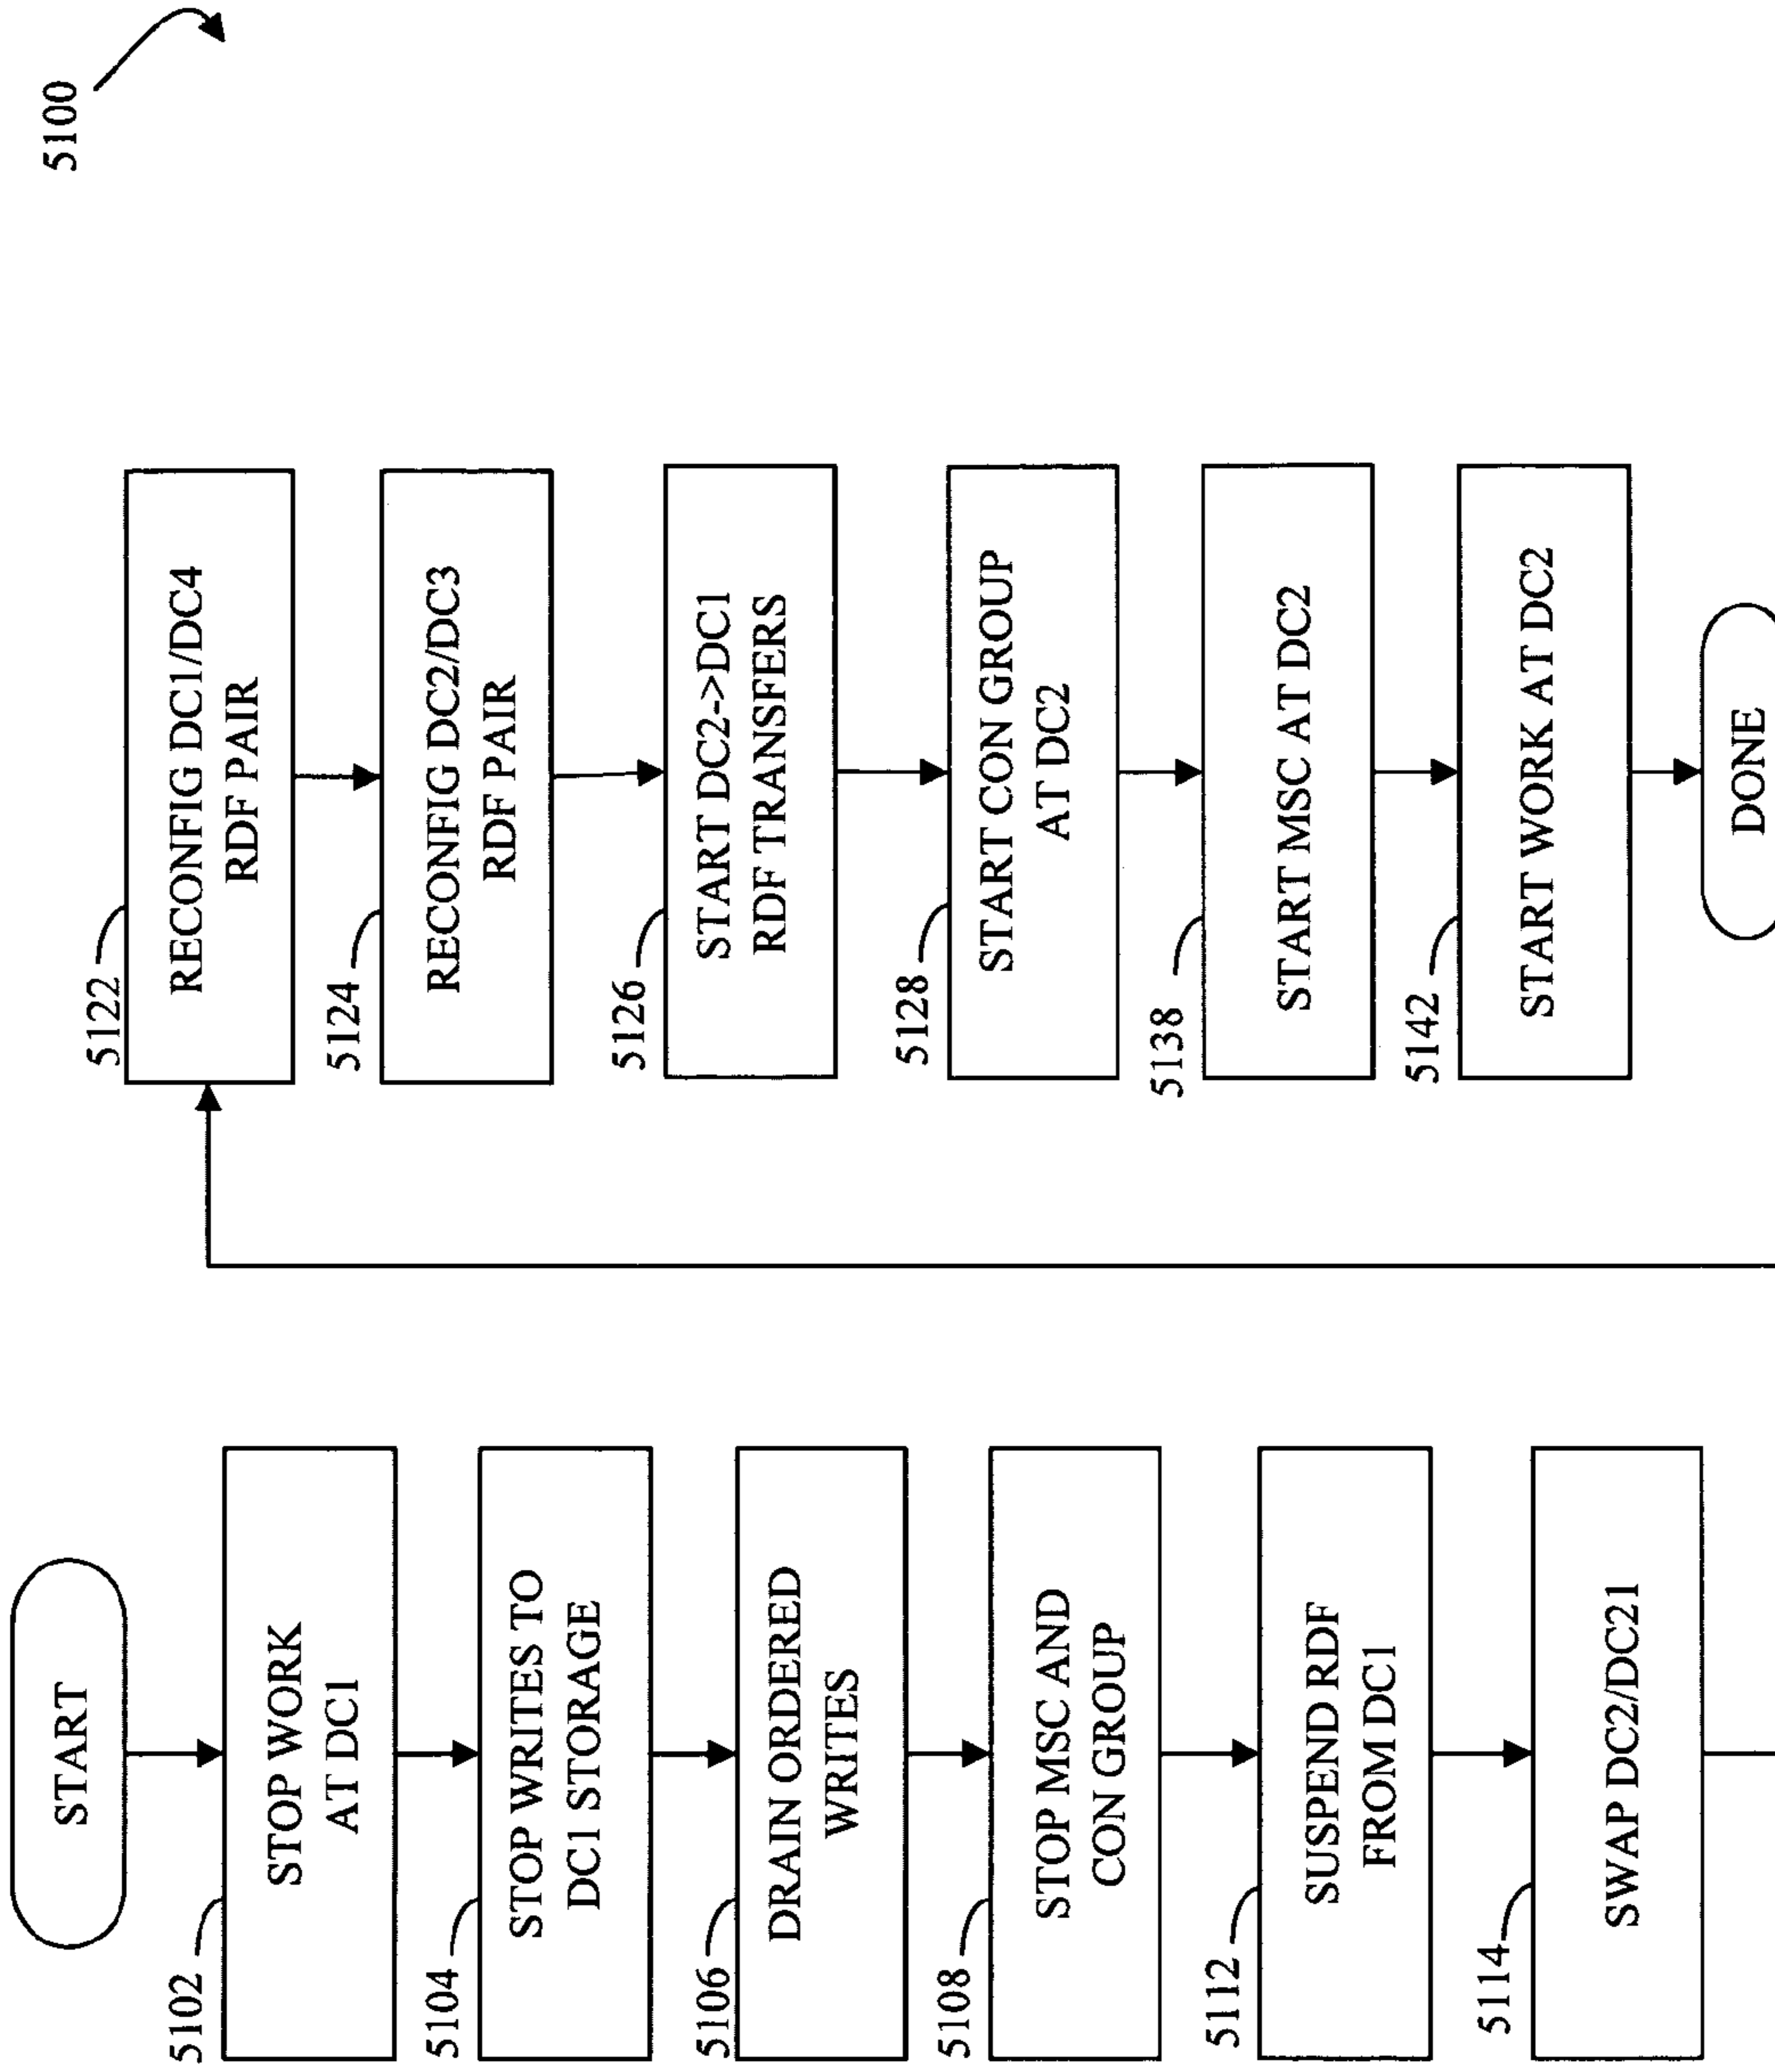 5100
START
5102
STOP WORK
AT DC1
5104
STOP WRITES TO
DC1 STORAGE
5106
DRAIN ORDERED
WRITES
5108
STOP MSC AND
CON GROUP
5112
SUSPEND RDF
FROM DC1
5114
SWAP DC2/DC21
5122
RECONFIG DC1/DC4
RDF PAIR
5124
RECONFIG DC2/DC3
RDF PAIR
5126
START DC2->DC1
RDF TRANSFERS
5128
START CON GROUP
AT DC2
5138
START MSC AT DC2
5142
START WORK AT DC2
DONE